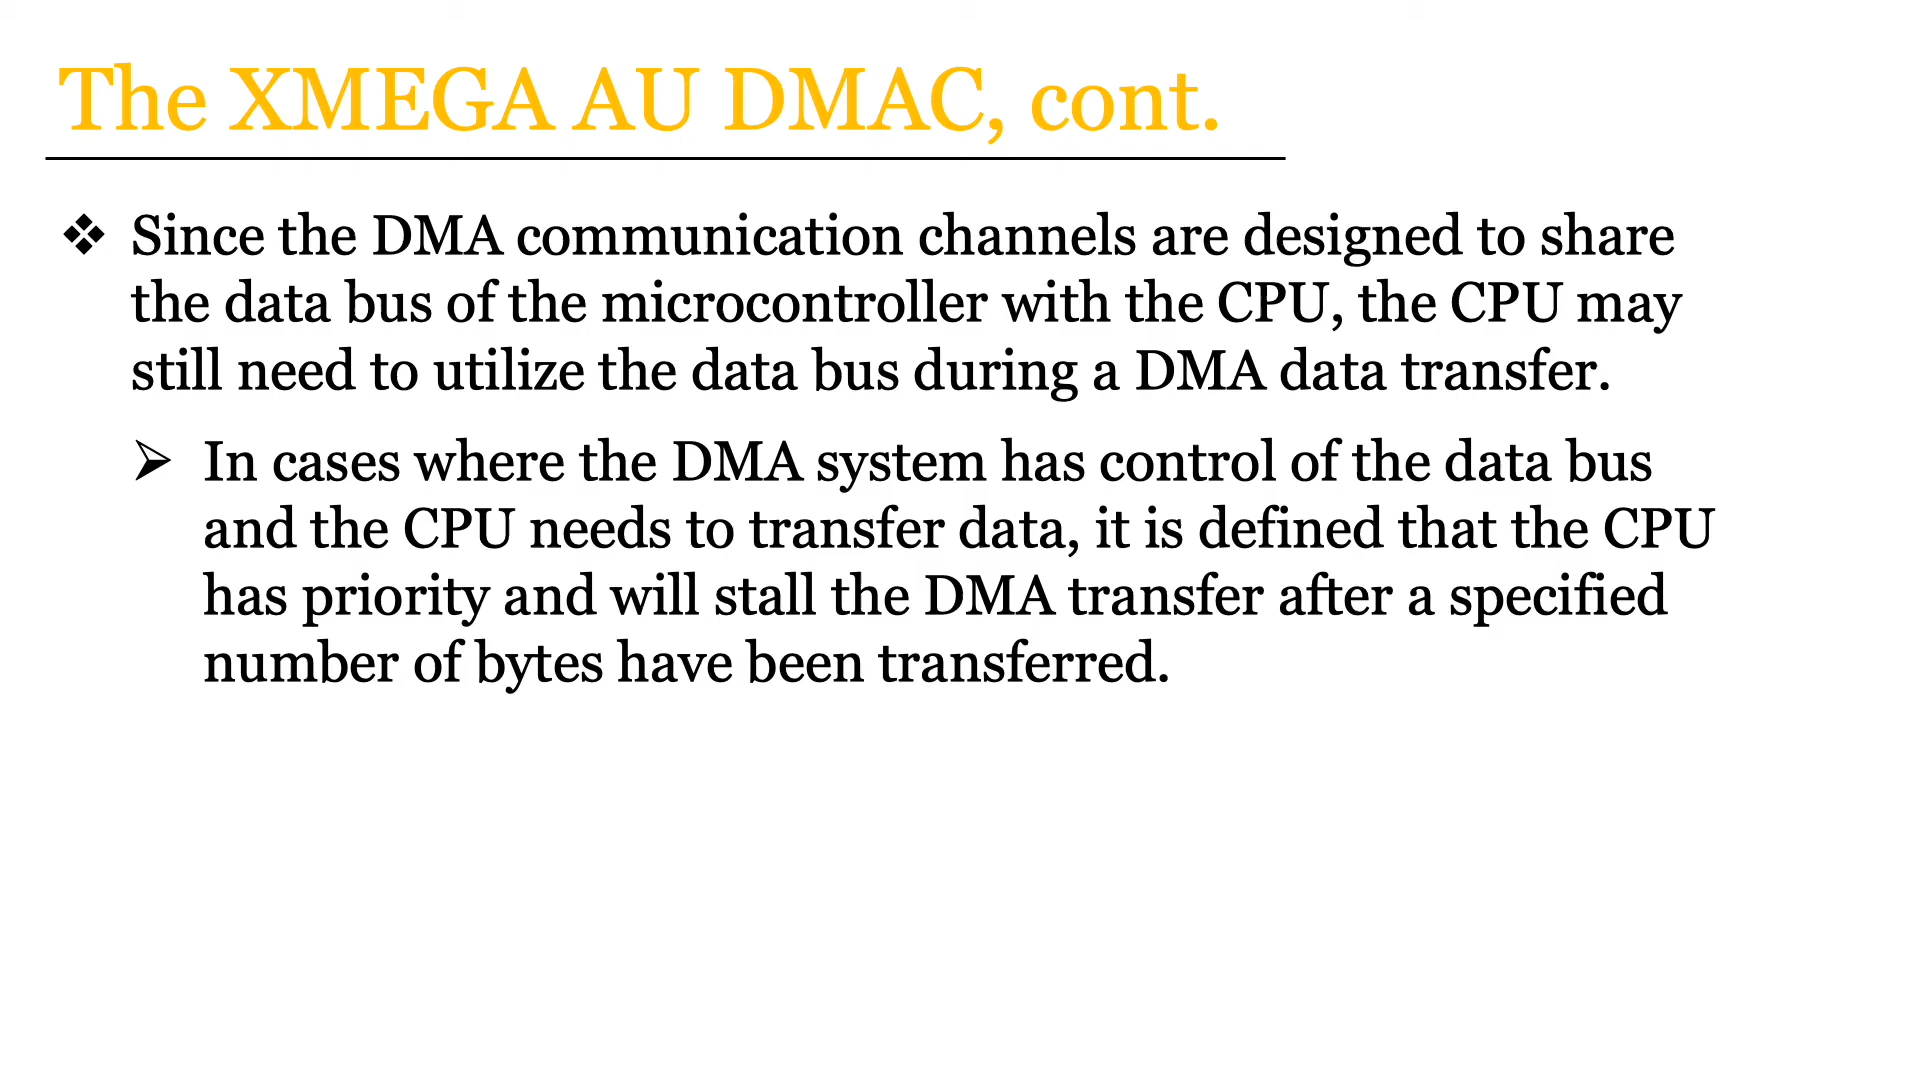 The XMEGA AU DMAC, cont.
❖ Since the DMA communication channels are designed to share
the data bus of the microcontroller with the CPU, the CPU may
still need to utilize the data bus during a DMA data transfer.
➢ In cases where the DMA system has control of the data bus
and the CPU needs to transfer data, it is defined that the CPU
has priority and will stall the DMA transfer after a specified
number of bytes have been transferred.